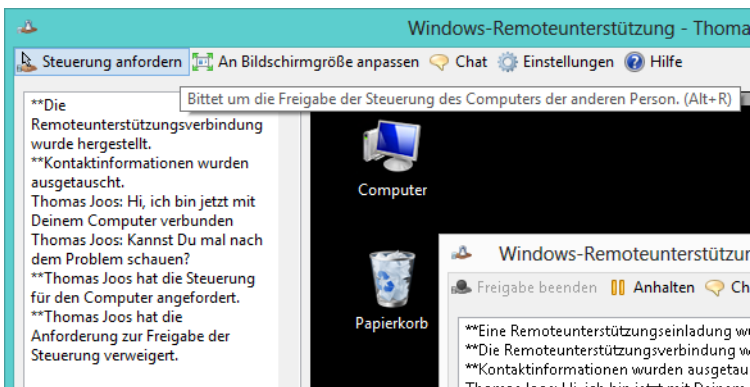 Windows-Remoteunterstützung - Thoma
Steuerung anfordern An Bildschirmgröße anpassen Chat Einstellungen Hilfe
Bittet um die Freigabe der Steuerung des Computers der anderen Person. (Alt+R)
**Die
Remoteunterstützungsverbindung
wurde hergestellt.
**Kontaktinformationen wurden
ausgetauscht.
Thomas Joos: Hi, ich bin jetzt mit
Deinem Computer verbunden
Thomas Joos: Kannst Du mal nach
dem Problem schauen?
**Thomas Joos hat die Steuerung
für den Computer angefordert.
**Thomas Joos hat die
Anforderung zur Freigabe der
Steuerung verweigert.
Computer
Papierkorb
Windows-Remoteunterstützun
Freigabe beenden Anhalten Ch
**Eine Remoteunterstützungseinladung wu
**Die Remoteunterstützungsverbindung w
**Kontaktinformationen wurden ausgetau